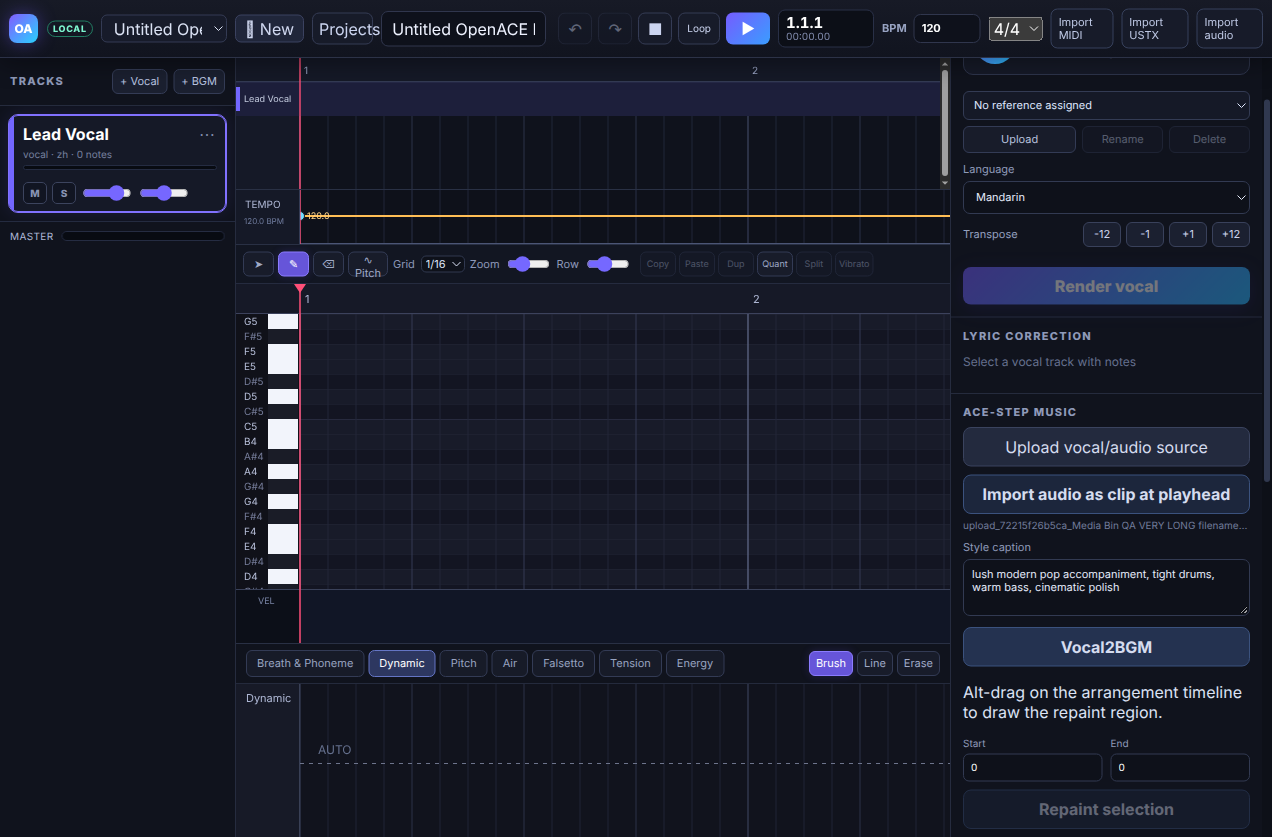 OA
LOCAL
Untitled Ope
New
Projects
Untitled OpenACE
Loop
1.1.1
00:00.00
BPM
120
4/4
Import
MIDI
Import
USTX
Import
audio
TRACKS
+ Vocal
+ BGM
Lead Vocal
...
vocal · zh · 0 notes
M
S
MASTER
1
2
Lead Vocal
TEMPO
120.0 BPM
120.0
Pitch
Grid
1/16
Zoom
Row
Copy
Paste
Dup
Quant
Split
Vibrato
1
2
G5
F#5
F5
E5
D#5
D5
C#5
C5
B4
A#4
A4
G#4
G4
F#4
F4
E4
D#4
D4
VEL
Breath & Phoneme
Dynamic
Pitch
Air
Falsetto
Tension
Energy
Brush
Line
Erase
Dynamic
AUTO
No reference assigned
Upload
Rename
Delete
Language
Mandarin
Transpose
-12
-1
+1
+12
Render vocal
LYRIC CORRECTION
Select a vocal track with notes
ACE-STEP MUSIC
Upload vocal/audio source
Import audio as clip at playhead
upload_72215f26b5ca_Media Bin QA VERY LONG filename...
Style caption
lush modern pop accompaniment, tight drums,
warm bass, cinematic polish
Vocal2BGM
Alt-drag on the arrangement timeline
to draw the repaint region.
Start
End
0
0
Repaint selection